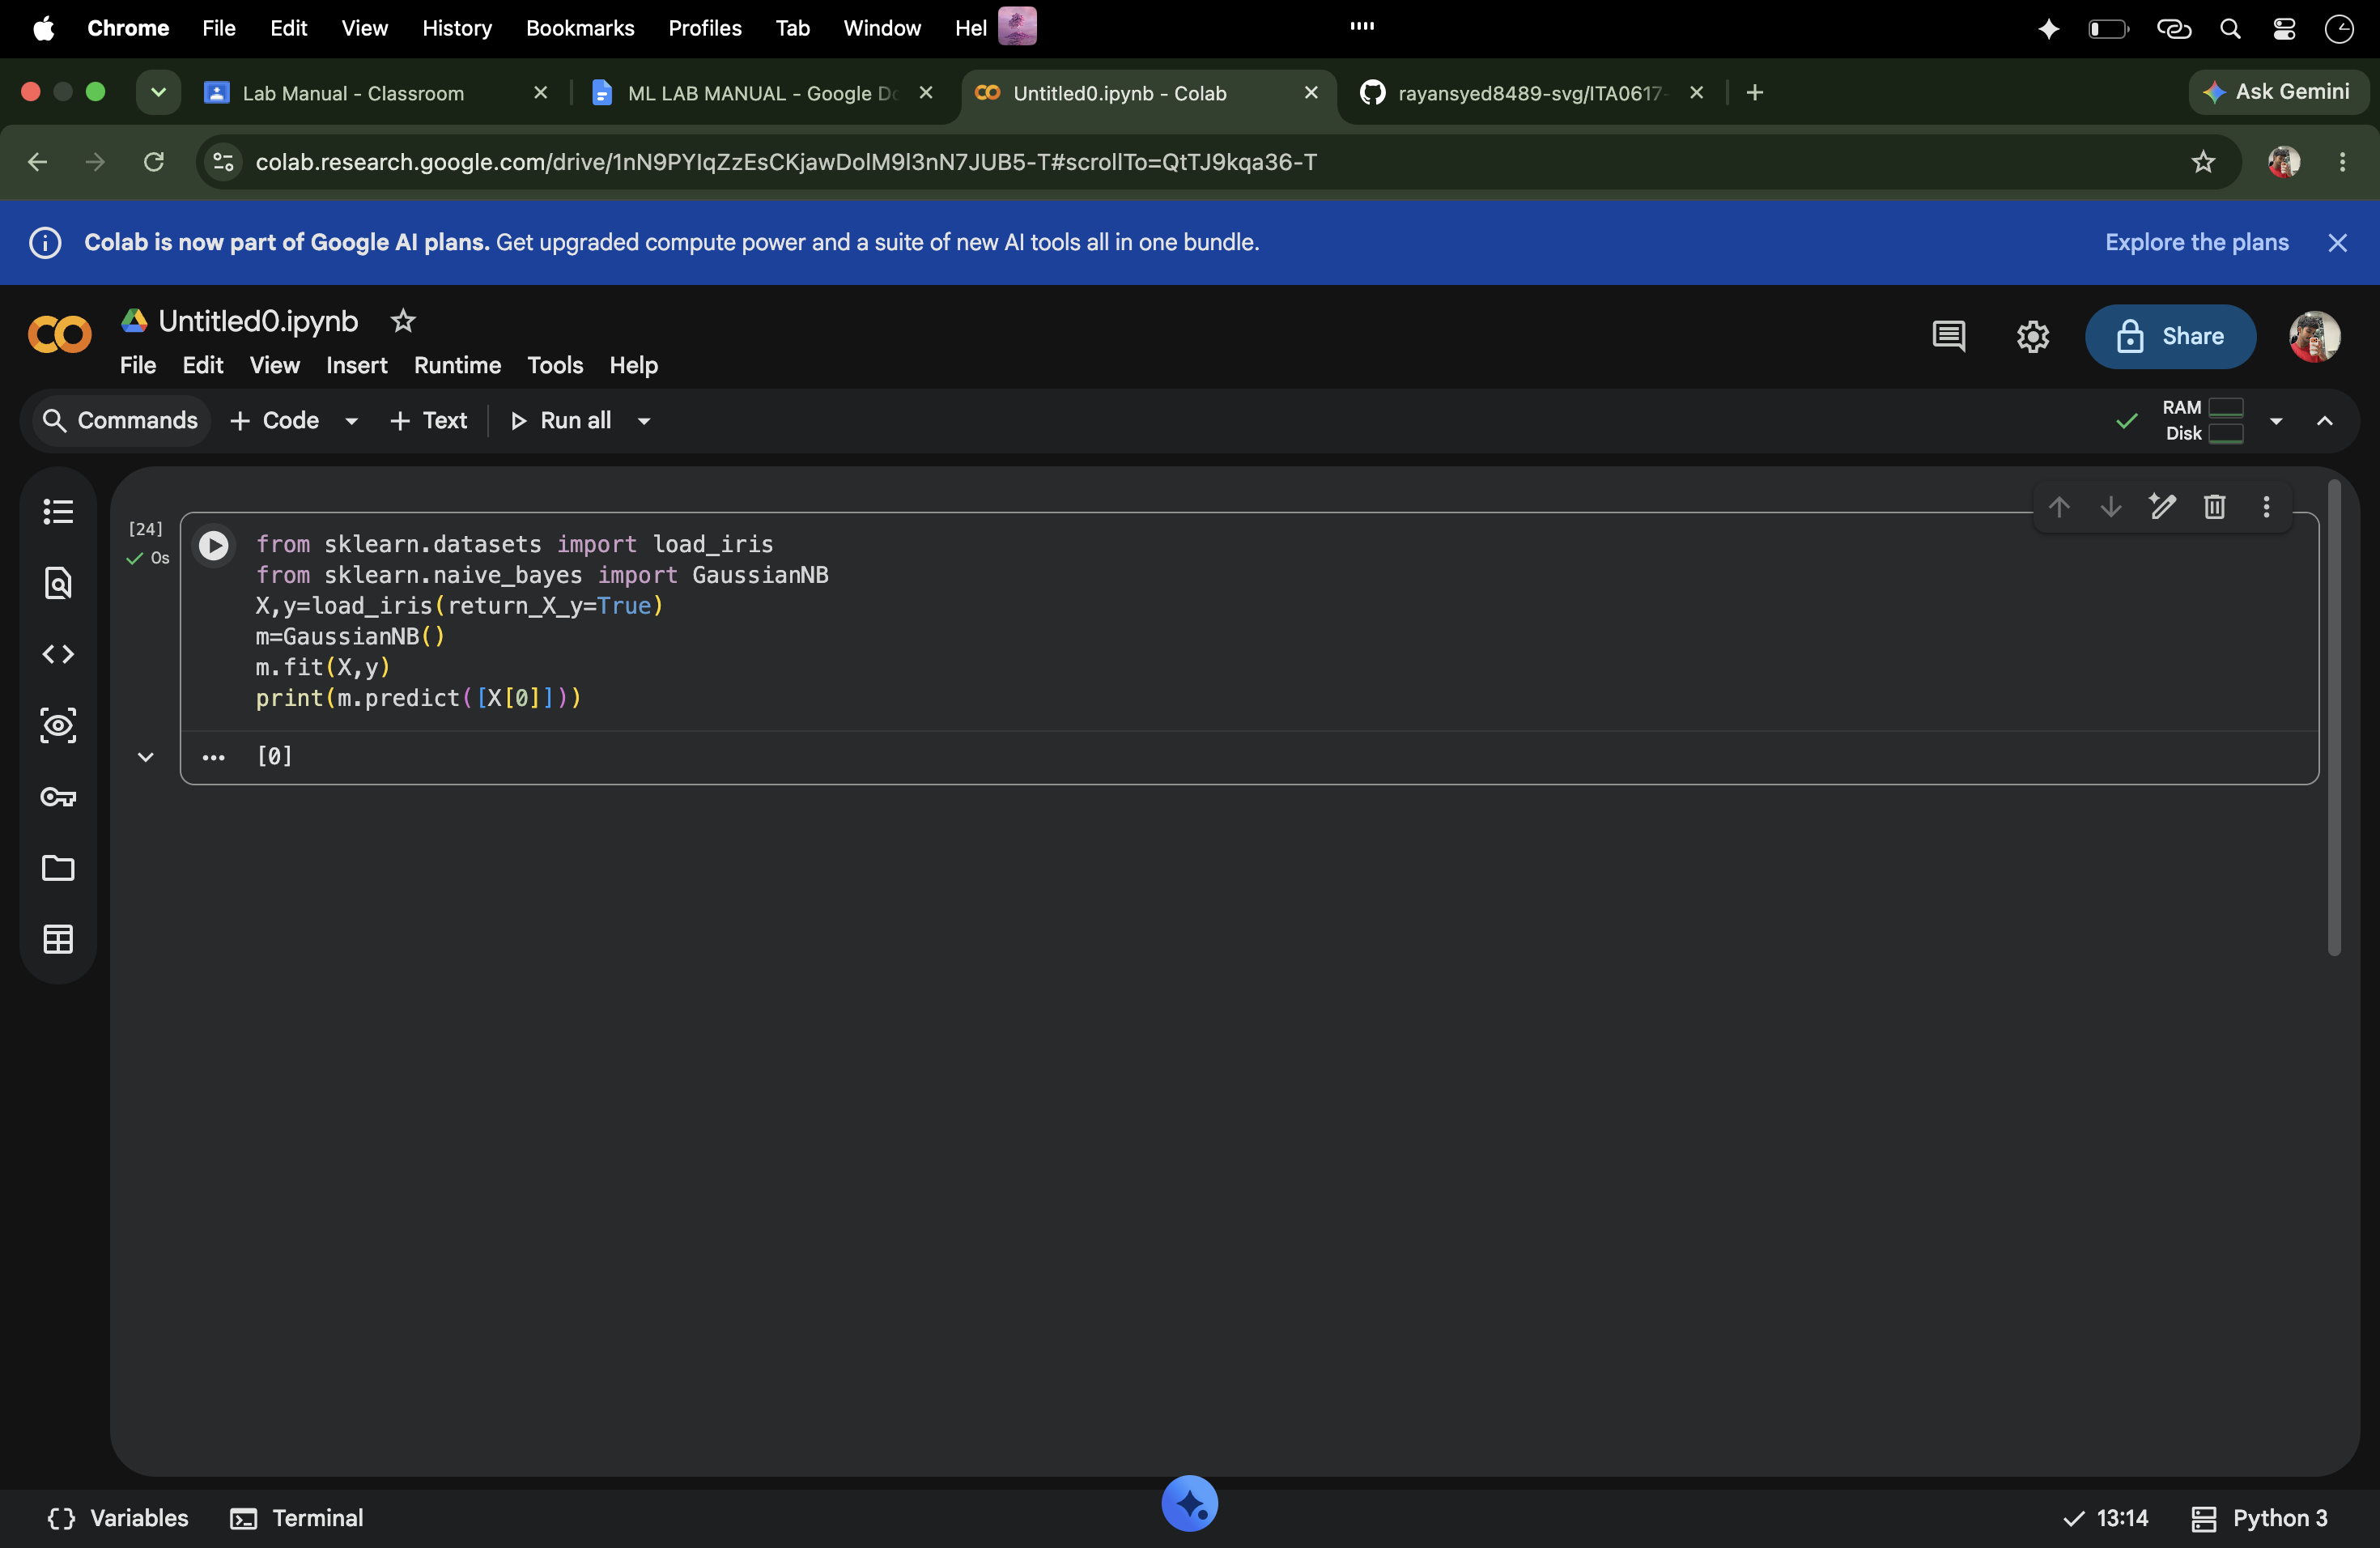 Chrome File Edit View History Bookmarks Profiles Tab Window Hel
Lab Manual - Classroom
ML LAB MANUAL - Google Do
Untitled0.ipynb - Colab
rayansyed8489-svg/ITA0617-
Ask Gemini
colab.research.google.com/drive/1nN9PYIqZzEsCKjawDolM9l3nN7JUB5-T#scrollTo=QtTJ9kqa36-T
Colab is now part of Google AI plans. Get upgraded compute power and a suite of new AI tools all in one bundle.
Explore the plans
Untitled0.ipynb
File Edit View Insert Runtime Tools Help
Share
Commands + Code + Text Run all
RAM
Disk
[24]
0s
from sklearn.datasets import load_iris
from sklearn.naive_bayes import GaussianNB
X,y=load_iris(return_X_y=True)
m=GaussianNB()
m.fit(X,y)
print(m.predict([X[0]]))
[0]
Variables Terminal
13:14 Python 3